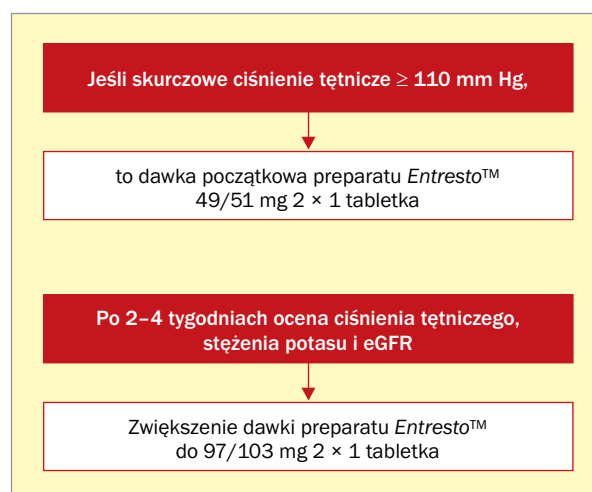 Jeśli skurczowe ciśnienie tętnicze ≥ 110 mm Hg,
to dawka początkowa preparatu Entresto™
49/51 mg 2 × 1 tabletka
Po 2–4 tygodniach ocena ciśnienia tętniczego,
stężenia potasu i eGFR
Zwiększenie dawki preparatu Entresto™
do 97/103 mg 2 × 1 tabletka